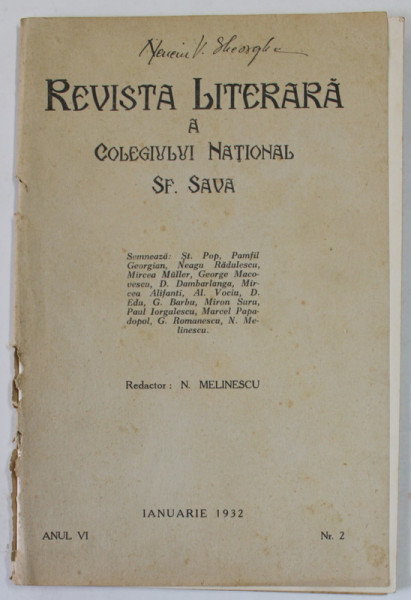 V. Gheorghe
REVISTA LITERARĂ
A
COLEGIULUI NAȚIONAL
SF. SAVA
Semnează: Șt. Pop, Pamfil
Georgian, Neagu Rădulescu,
Mircea Müller, George Maco-
vescu, D. Dambarlanga, Mir-
cea Alifanti, Al. Vociu, D.
Edu, G. Barbu, Miron Suru,
Paul Iorgulescu, Marcel Papa-
dopol, G. Romanescu, N. Me-
linescu.
Redactor: N. MELINESCU
IANUARIE 1932
ANUL VI
Nr. 2